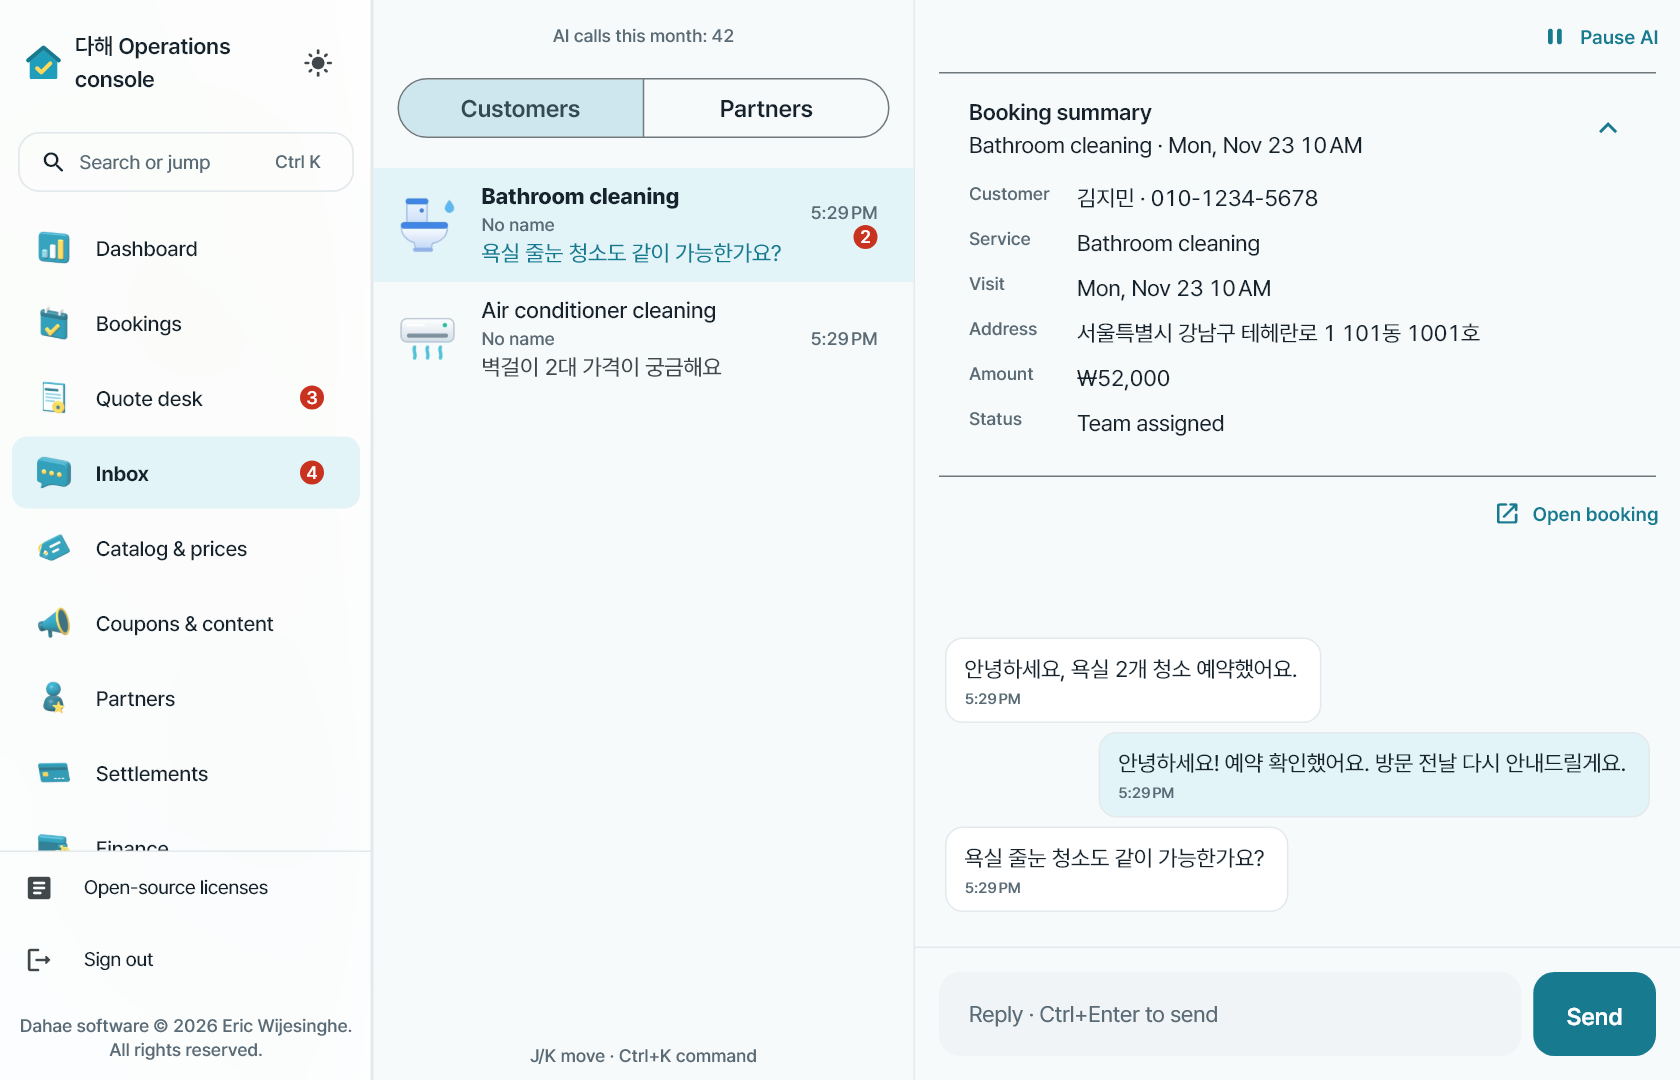 다해 Operations
console
Search or jump
Ctrl K
Dashboard
Bookings
Quote desk
3
Inbox
4
Catalog & prices
Coupons & content
Partners
Settlements
Finance
Open-source licenses
Sign out
Dahae software © 2026 Eric Wijesinghe.
All rights reserved.
AI calls this month: 42
Customers
Partners
Bathroom cleaning
No name
욕실 줄눈 청소도 같이 가능한가요?
5:29 PM
2
Air conditioner cleaning
No name
벽걸이 2대 가격이 궁금해요
5:29 PM
J/K move · Ctrl+K command
Pause AI
Booking summary
Bathroom cleaning · Mon, Nov 23 10 AM
Customer 김지민 · 010-1234-5678
Service Bathroom cleaning
Visit Mon, Nov 23 10 AM
Address 서울특별시 강남구 테헤란로 1 101동 1001호
Amount ₩52,000
Status Team assigned
Open booking
안녕하세요, 욕실 2개 청소 예약했어요.
5:29 PM
안녕하세요! 예약 확인했어요. 방문 전날 다시 안내드릴게요.
5:29 PM
욕실 줄눈 청소도 같이 가능한가요?
5:29 PM
Reply · Ctrl+Enter to send
Send